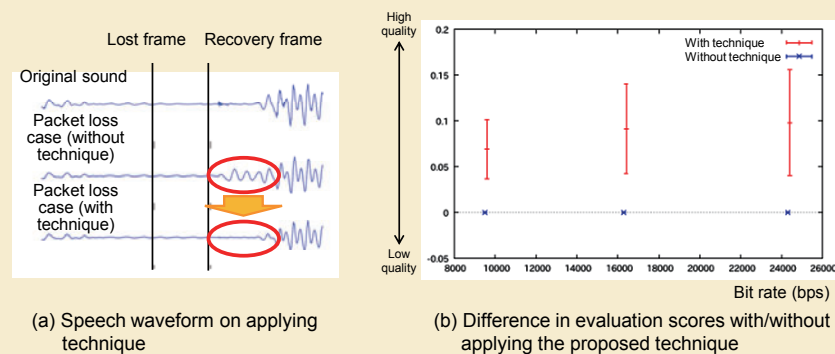 Lost frame
Recovery frame
Original sound
Packet loss
case (without
technique)
Packet loss
case (with
technique)
(a) Speech waveform on applying
technique
High
quality
Low
quality
0.2
0.15
0.1
0.05
0
-0.05
With technique
Without technique
8000 10000 12000 14000 16000 18000 20000 22000 24000 26000
Bit rate (bps)
(b) Difference in evaluation scores with/without
applying the proposed technique